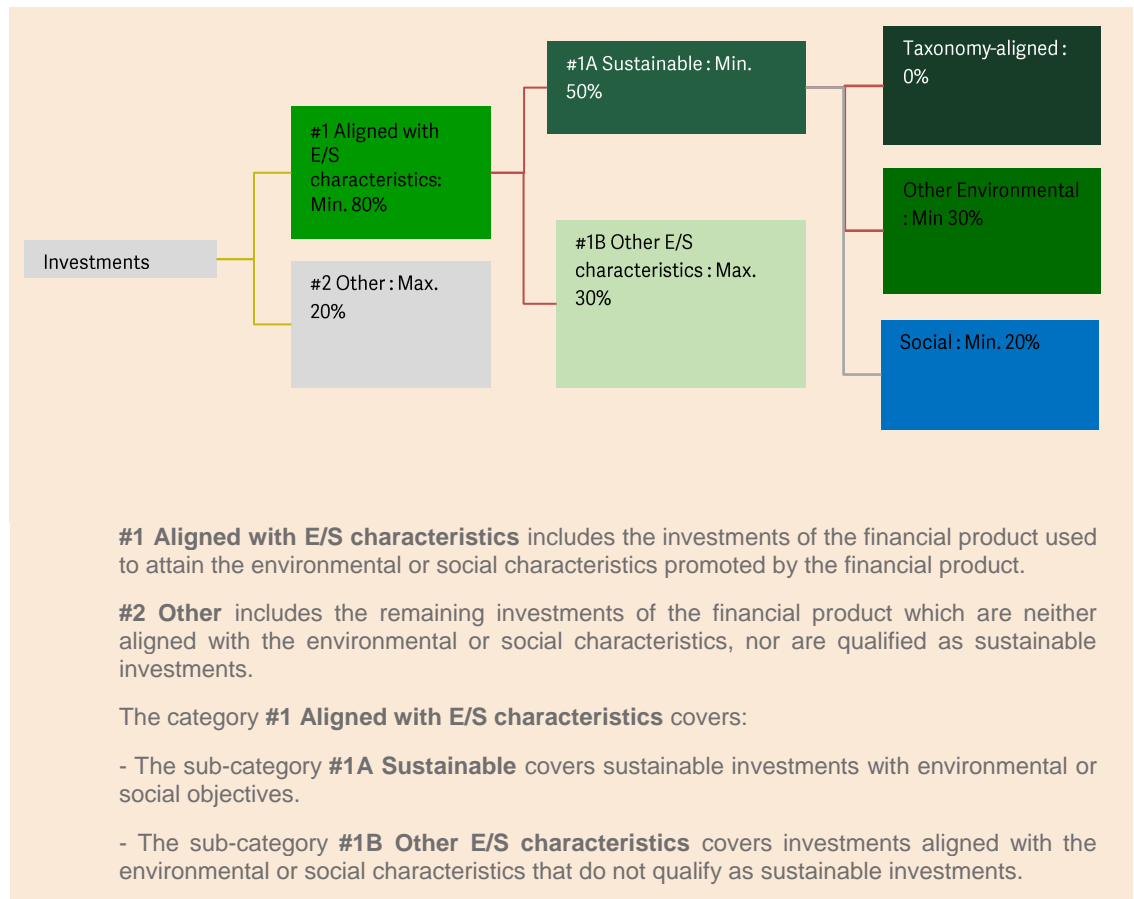 Investments
#1 Aligned with
E/S
characteristics:
Min. 80%
#2 Other : Max.
20%
#1A Sustainable : Min.
50%
#1B Other E/S
characteristics : Max.
30%
Taxonomy-aligned :
0%
Other Environmental
: Min 30%
Social : Min. 20%
#1 Aligned with E/S characteristics includes the investments of the financial product used
to attain the environmental or social characteristics promoted by the financial product.
#2 Other includes the remaining investments of the financial product which are neither
aligned with the environmental or social characteristics, nor are qualified as sustainable
investments.
The category #1 Aligned with E/S characteristics covers:
- The sub-category #1A Sustainable covers sustainable investments with environmental or
social objectives.
- The sub-category #1B Other E/S characteristics covers investments aligned with the
environmental or social characteristics that do not qualify as sustainable investments.